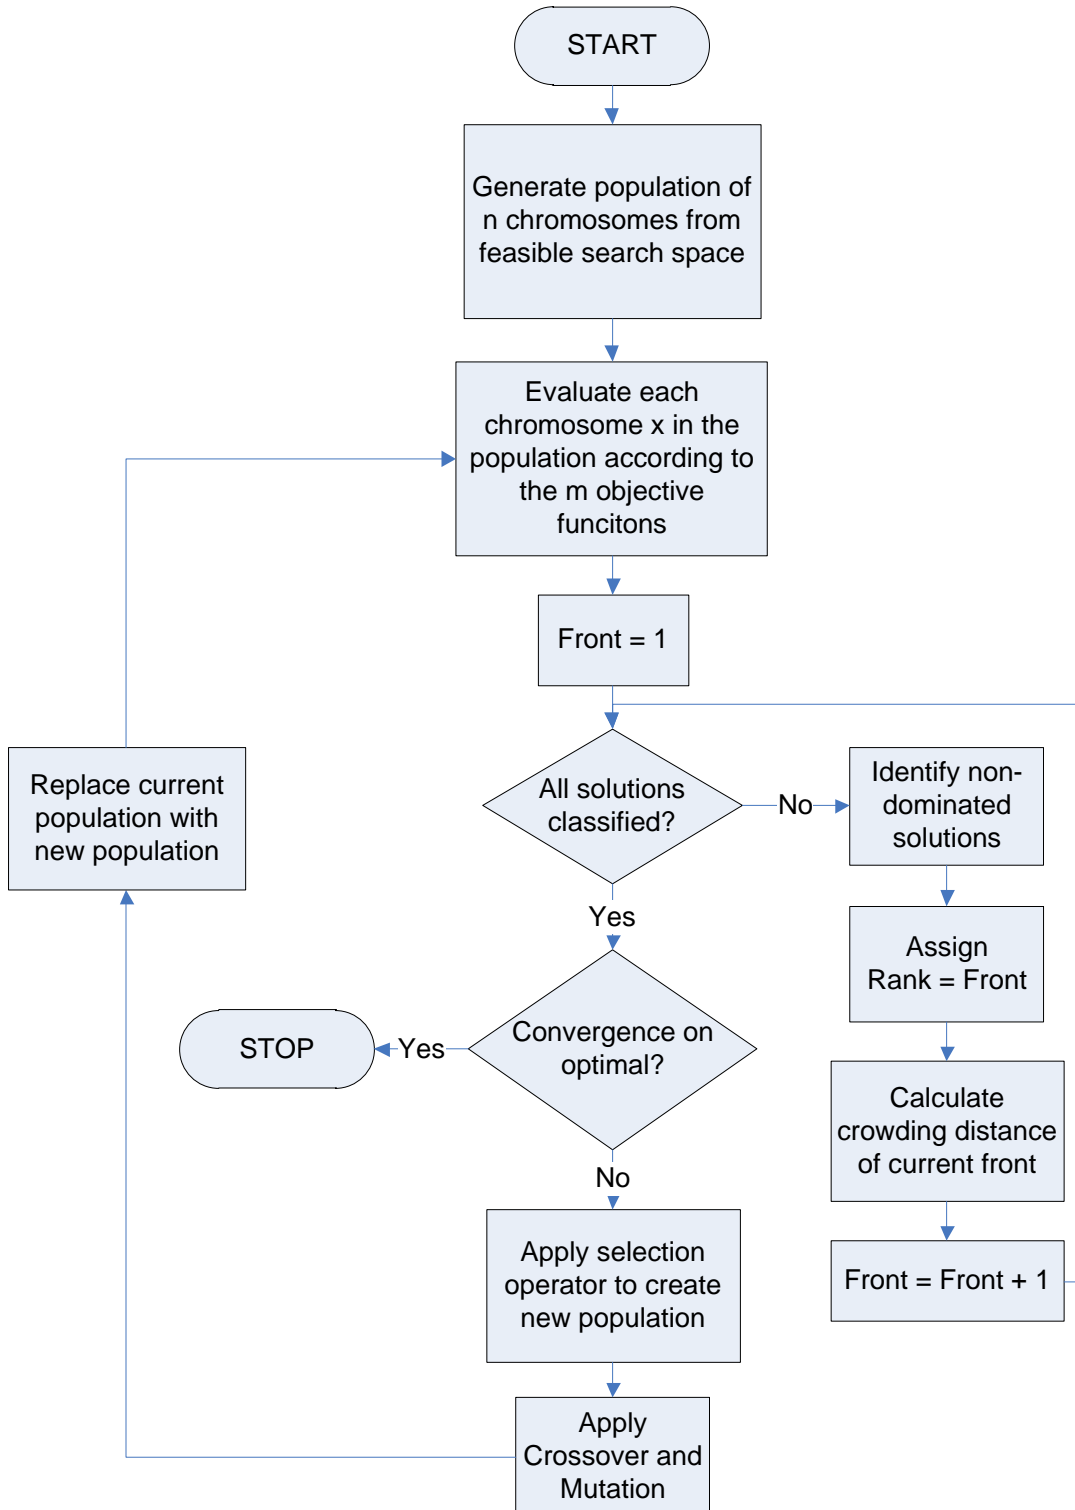 START
Generate population of
n chromosomes from
feasible search space
Evaluate each
chromosome x in the
population according to
the m objective
funcitons
Front = 1
All solutions
classified?
No
Identify non-
dominated
solutions
Assign
Rank = Front
Calculate
crowding distance
of current front
Front = Front + 1
Yes
Convergence on
optimal?
Yes
STOP
No
Apply selection
operator to create
new population
Apply
Crossover and
Mutation
Replace current
population with
new population